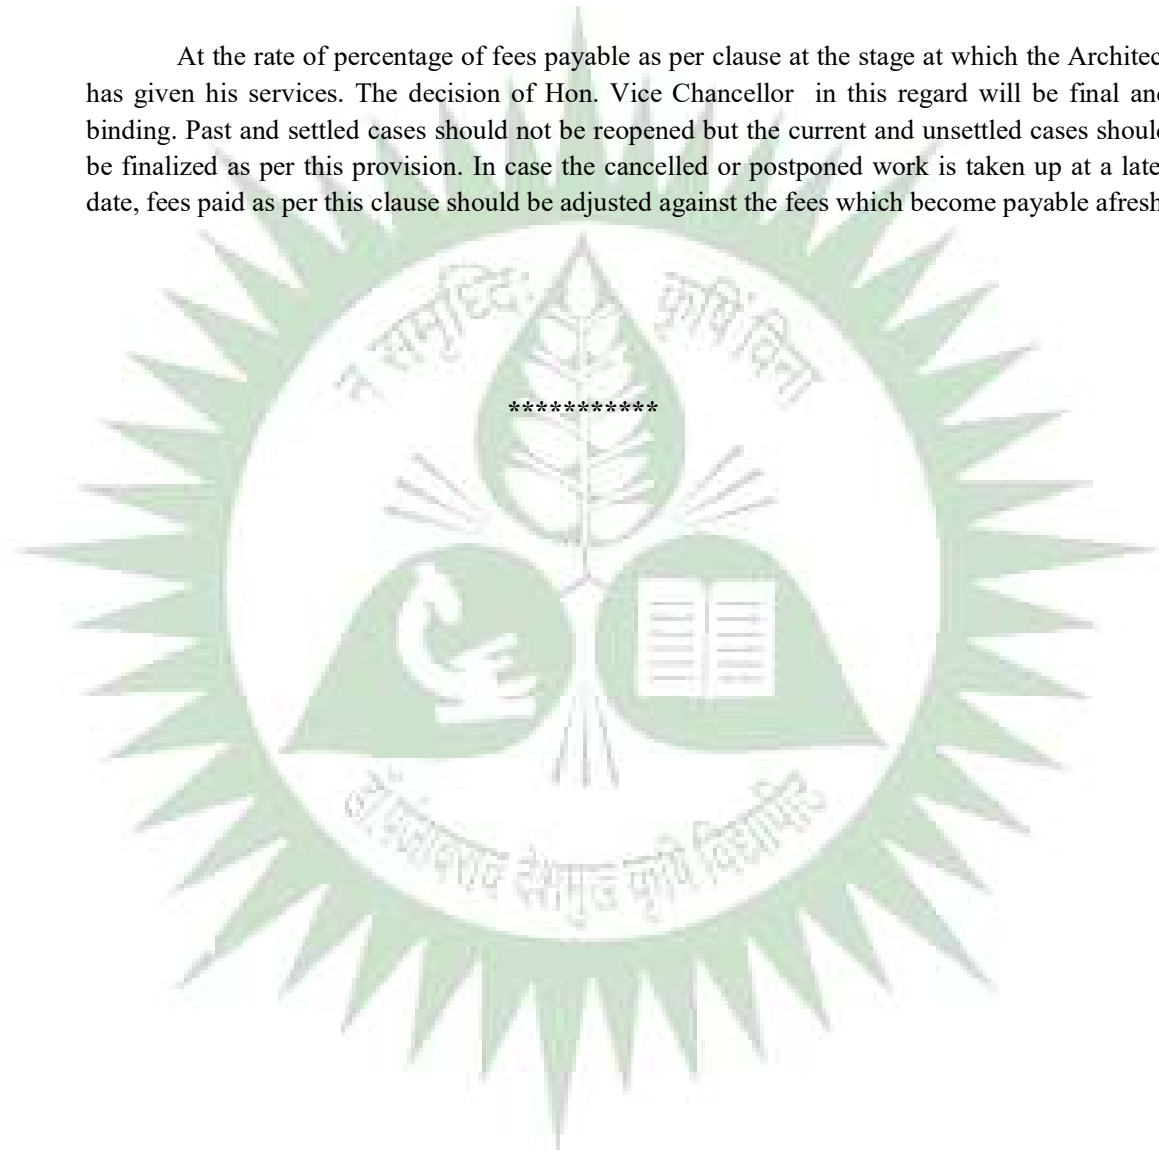 At the rate of percentage of fees payable as per clause at the stage at which the Architec
has given his services. The decision of Hon. Vice Chancellor in this regard will be final and
binding. Past and settled cases should not be reopened but the current and unsettled cases shoul
be finalized as per this provision. In case the cancelled or postponed work is taken up at a late
date, fees paid as per this clause should be adjusted against the fees which become payable afresh
न समृध्दिः कृषिं विना
***********
डॉ. पंजाबराव देशमुख कृषी विद्यापीठ